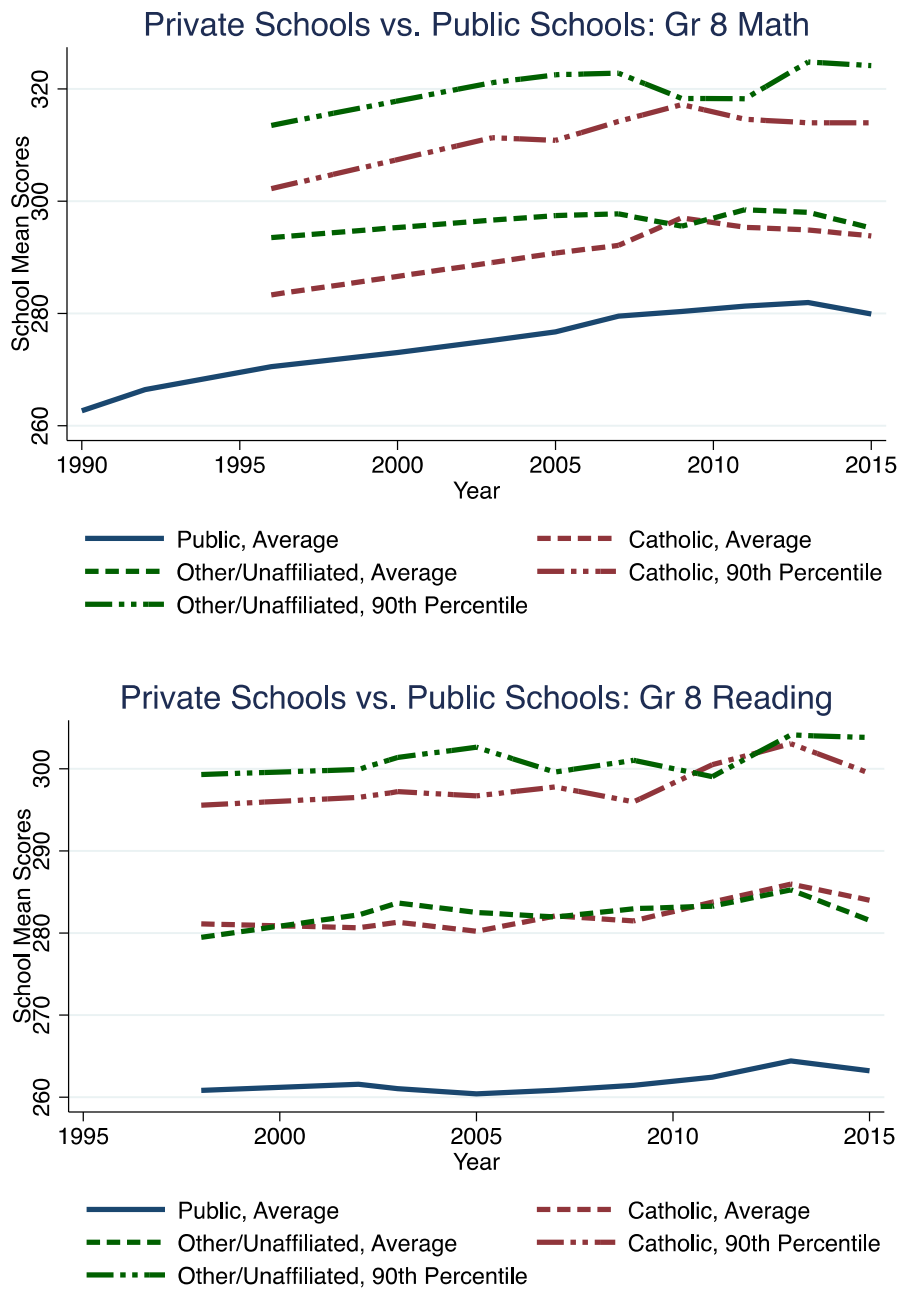 Private Schools vs. Public Schools: Gr 8 Math
School Mean Scores
320
300
280
260
1990 1995 2000 2005 2010 2015
Year
Public, Average Catholic, Average
Other/Unaffiliated, Average Catholic, 90th Percentile
Other/Unaffiliated, 90th Percentile
Private Schools vs. Public Schools: Gr 8 Reading
School Mean Scores
300
290
280
270
260
1995 2000 2005 2010 2015
Year
Public, Average Catholic, Average
Other/Unaffiliated, Average Catholic, 90th Percentile
Other/Unaffiliated, 90th Percentile